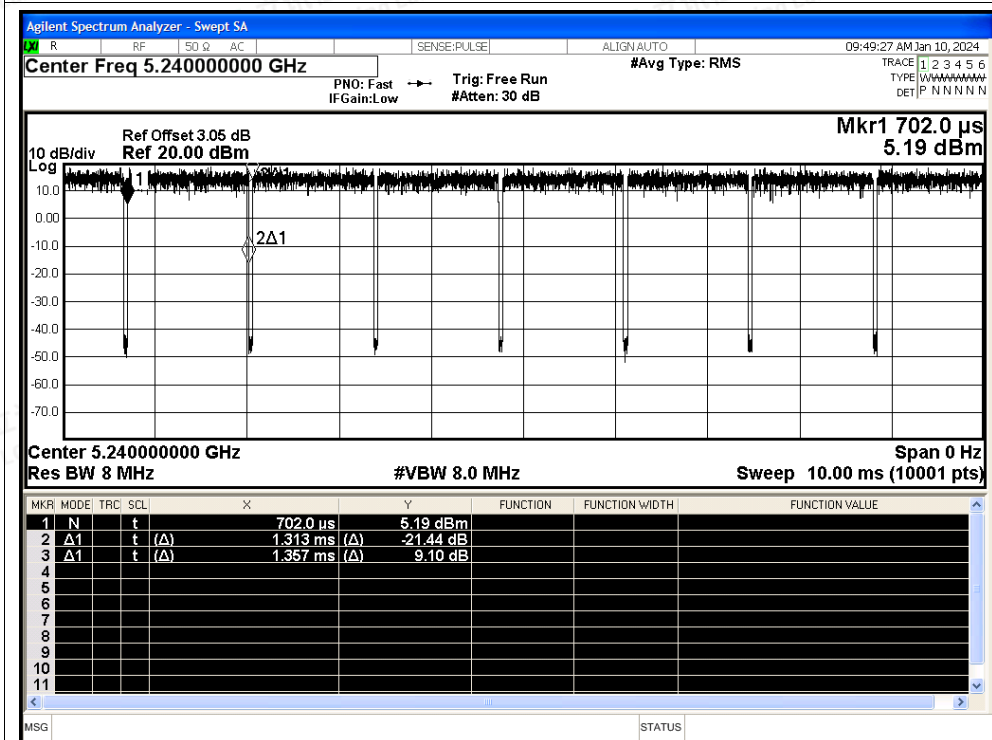 Agilent Spectrum Analyzer - Swept SA
LXI R RF 50 Ω AC SENSE:PULSE ALIGN AUTO 09:49:27 AM Jan 10, 2024
Center Freq 5.240000000 GHz #Avg Type: RMS TRACE 1 2 3 4 5 6
PNO: Fast Trig: Free Run TYPE W
IFGain:Low #Atten: 30 dB DET P N N N N N
Mkr1 702.0 µs
Ref Offset 3.05 dB
10 dB/div Ref 20.00 dBm 5.19 dBm
Log
1
10.0
0.00
2Δ1
-10.0
-20.0
-30.0
-40.0
-50.0
-60.0
-70.0
Center 5.240000000 GHz Span 0 Hz
Res BW 8 MHz #VBW 8.0 MHz Sweep 10.00 ms (10001 pts)
MKR MODE TRC SCL X Y FUNCTION FUNCTION WIDTH FUNCTION VALUE
1 N t 702.0 µs 5.19 dBm
2 Δ1 t (Δ) 1.313 ms (Δ) -21.44 dB
3 Δ1 t (Δ) 1.357 ms (Δ) 9.10 dB
4
5
6
7
8
9
10
11
MSG STATUS